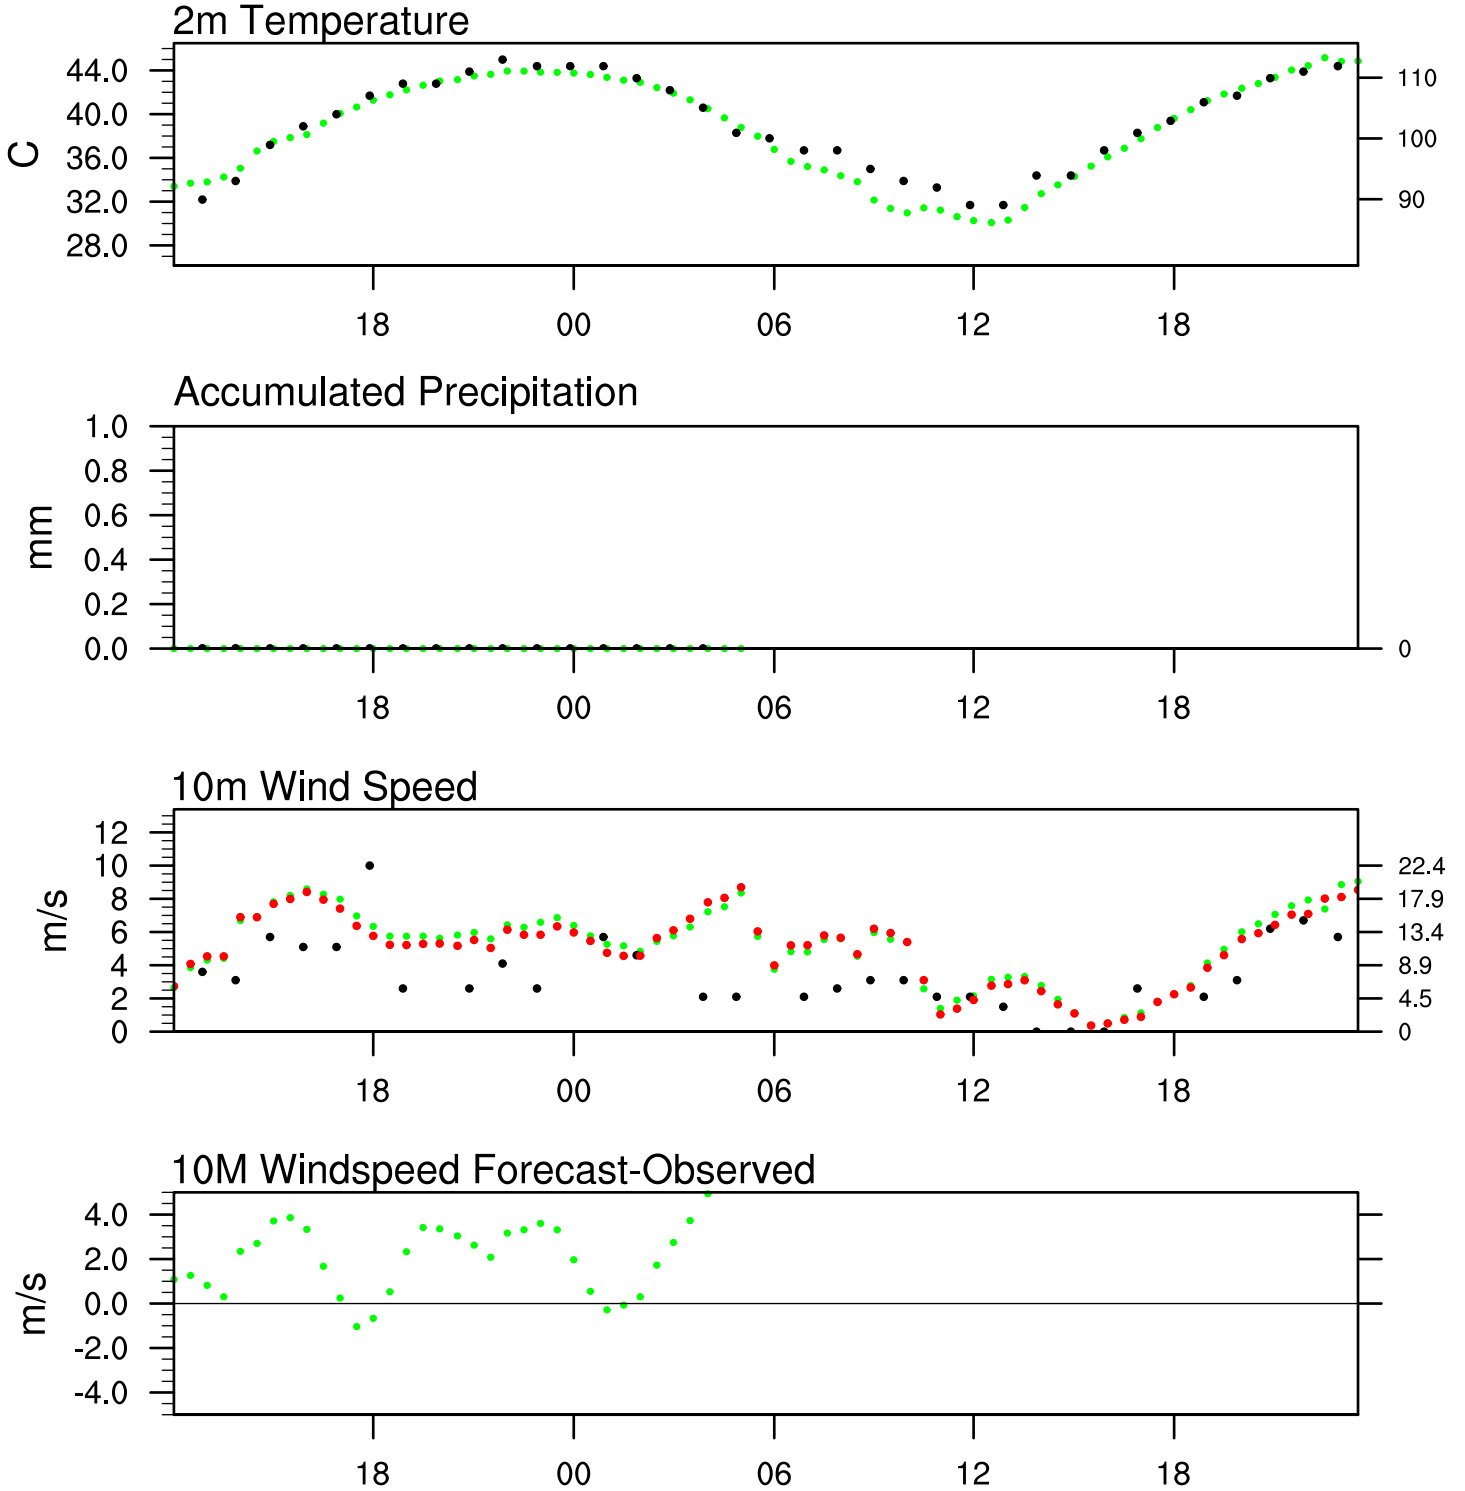 2m Temperature
44.0
40.0
36.0
32.0
28.0
C
110
100
90
18 00 06 12 18
Accumulated Precipitation
1.0
0.8
0.6
0.4
0.2
0.0
mm
0
18 00 06 12 18
10m Wind Speed
12
10
8
6
4
2
0
m/s
22.4
17.9
13.4
8.9
4.5
0
18 00 06 12 18
10M Windspeed Forecast-Observed
4.0
2.0
0.0
-2.0
-4.0
m/s
18 00 06 12 18